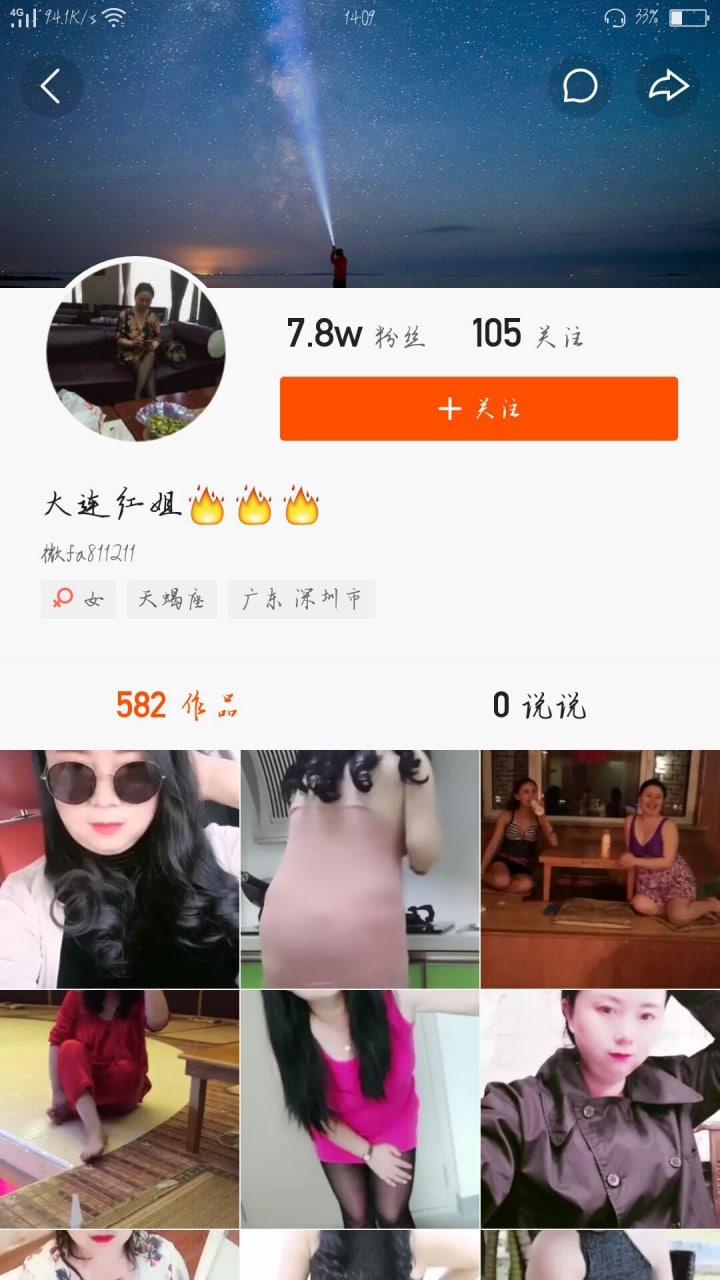 4G 94.1K/s 14:09 33%
7.8w 粉丝 105 关注
+ 关注
大连红姐🔥🔥🔥
微fa811211
女 天蝎座 广东 深圳市
582 作品 0 说说